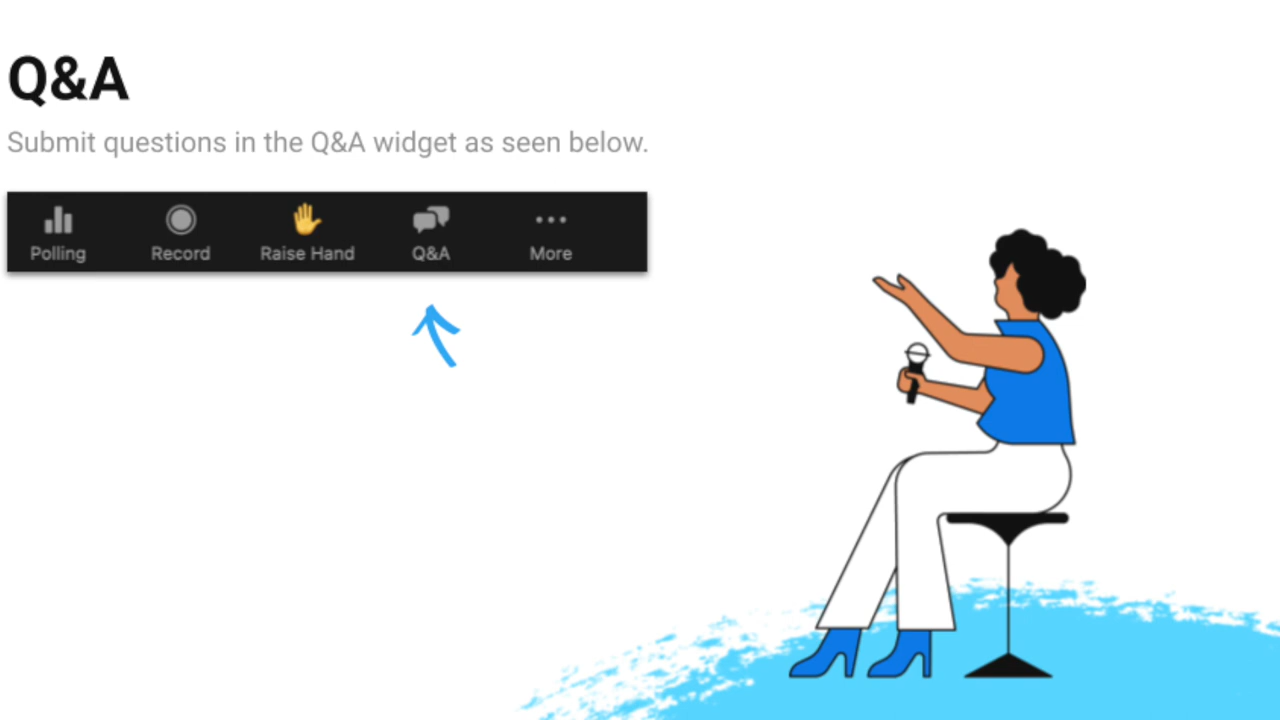 Q&A
Submit questions in the Q&A widget as seen below.
Polling Record Raise Hand Q&A More